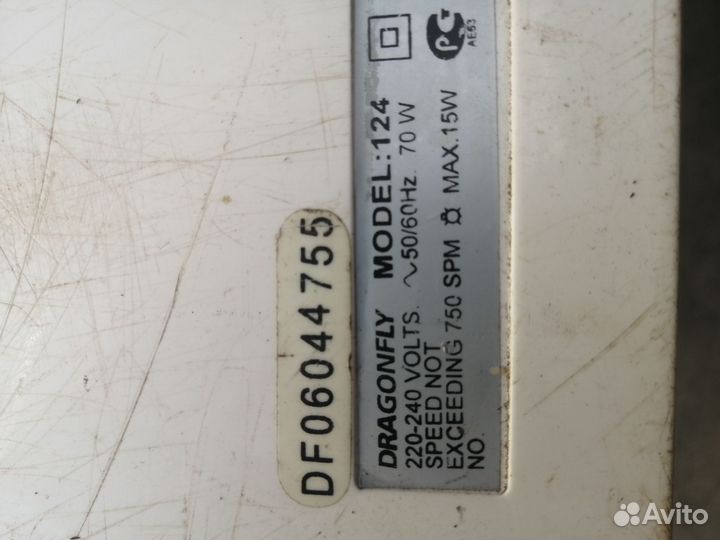 DF06044755
DRAGONFLY MODEL:124
220-240 VOLTS. ~50/60Hz. 70 W
SPEED NOT
EXCEEDING 750 SPM MAX.15W
NO.
AE63
Avito